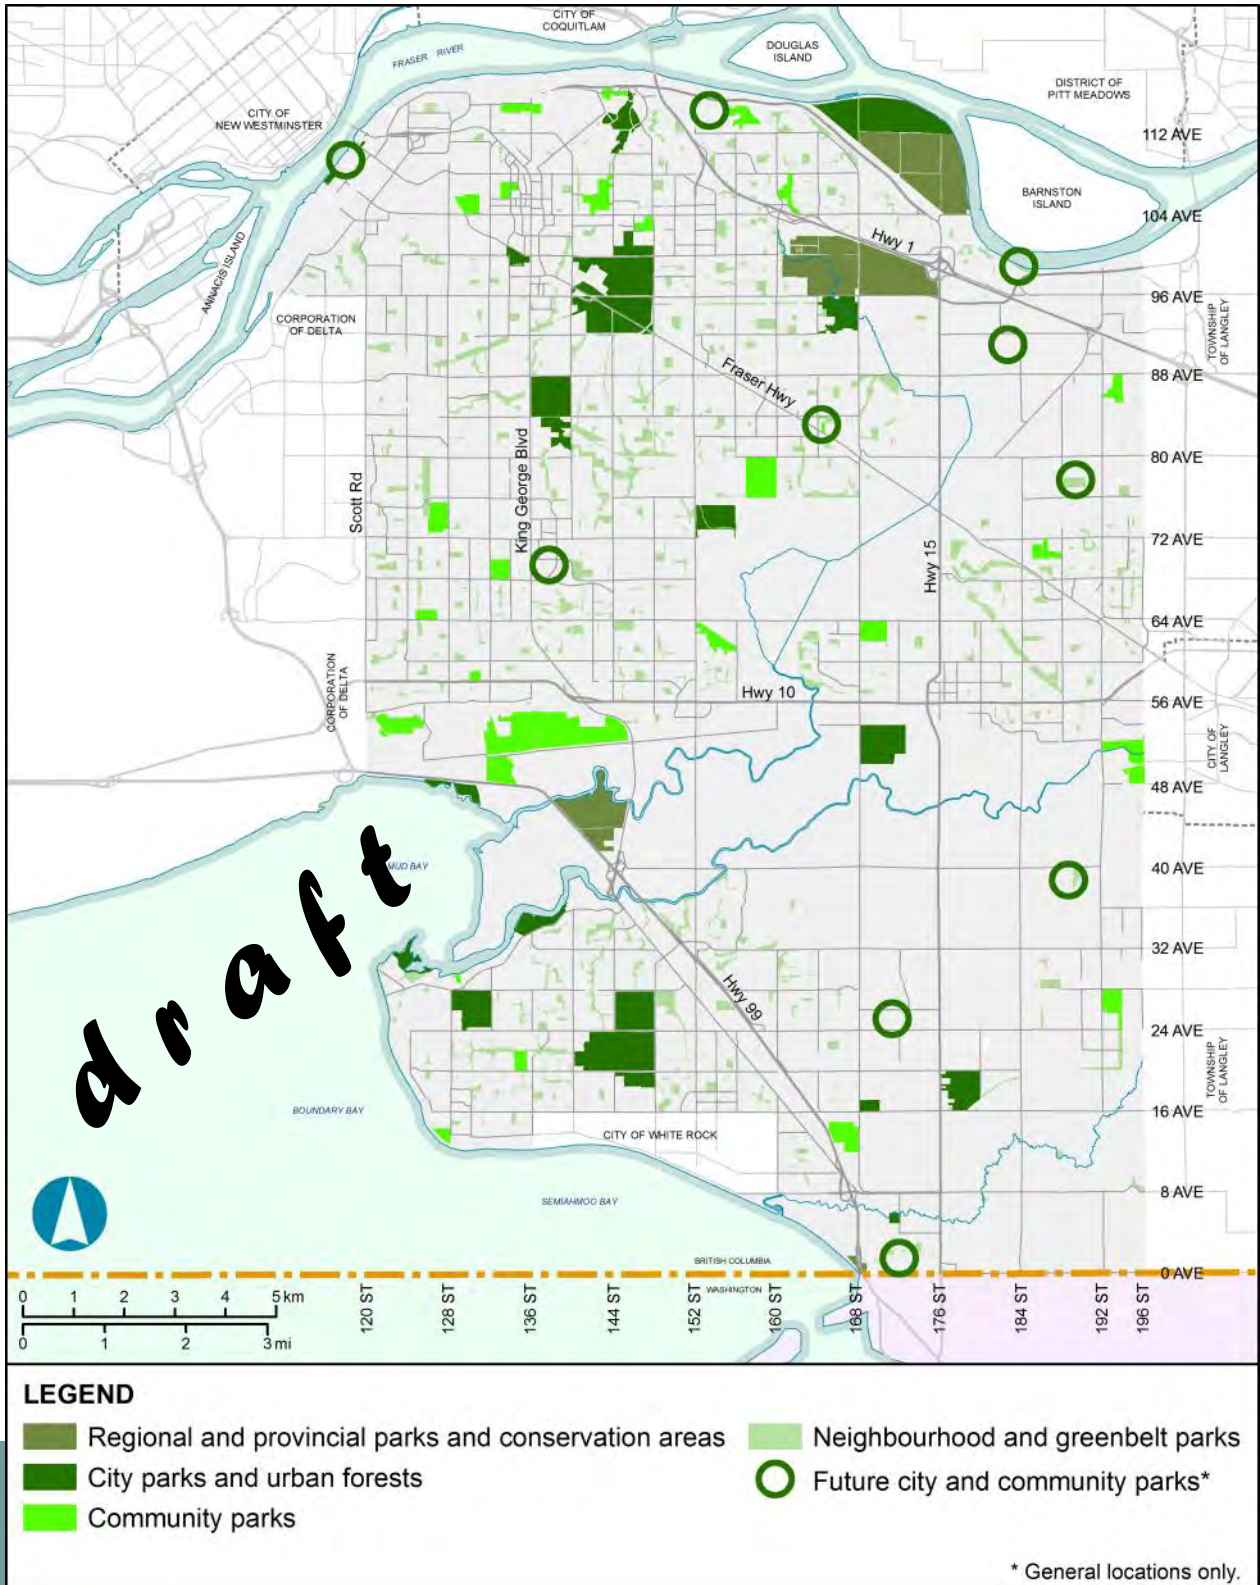 CITY OF
COQUITLAM
FRASER RIVER
DOUGLAS
ISLAND
DISTRICT OF
PITT MEADOWS
CITY OF
NEW WESTMINSTER
112 AVE
BARNSTON
ISLAND
104 AVE
Hwy 1
ANNACIS ISLAND
96 AVE
CORPORATION
OF DELTA
TOWNSHIP
OF LANGLEY
Fraser Hwy
88 AVE
King George Blvd
80 AVE
Scott Rd
72 AVE
Hwy 15
64 AVE
CORPORATION
OF DELTA
Hwy 10
56 AVE
CITY OF
LANGLEY
48 AVE
MUD BAY
40 AVE
draft
32 AVE
Hwy 99
24 AVE
TOWNSHIP
OF LANGLEY
BOUNDARY BAY
16 AVE
CITY OF WHITE ROCK
8 AVE
SEMIAHMOO BAY
BRITISH COLUMBIA
0 AVE
WASHINGTON
0 1 2 3 4 5 km
0 1 2 3 mi
120 ST
128 ST
136 ST
144 ST
152 ST
160 ST
168 ST
176 ST
184 ST
192 ST
196 ST
LEGEND
Regional and provincial parks and conservation areas
City parks and urban forests
Community parks
Neighbourhood and greenbelt parks
Future city and community parks*
* General locations only.